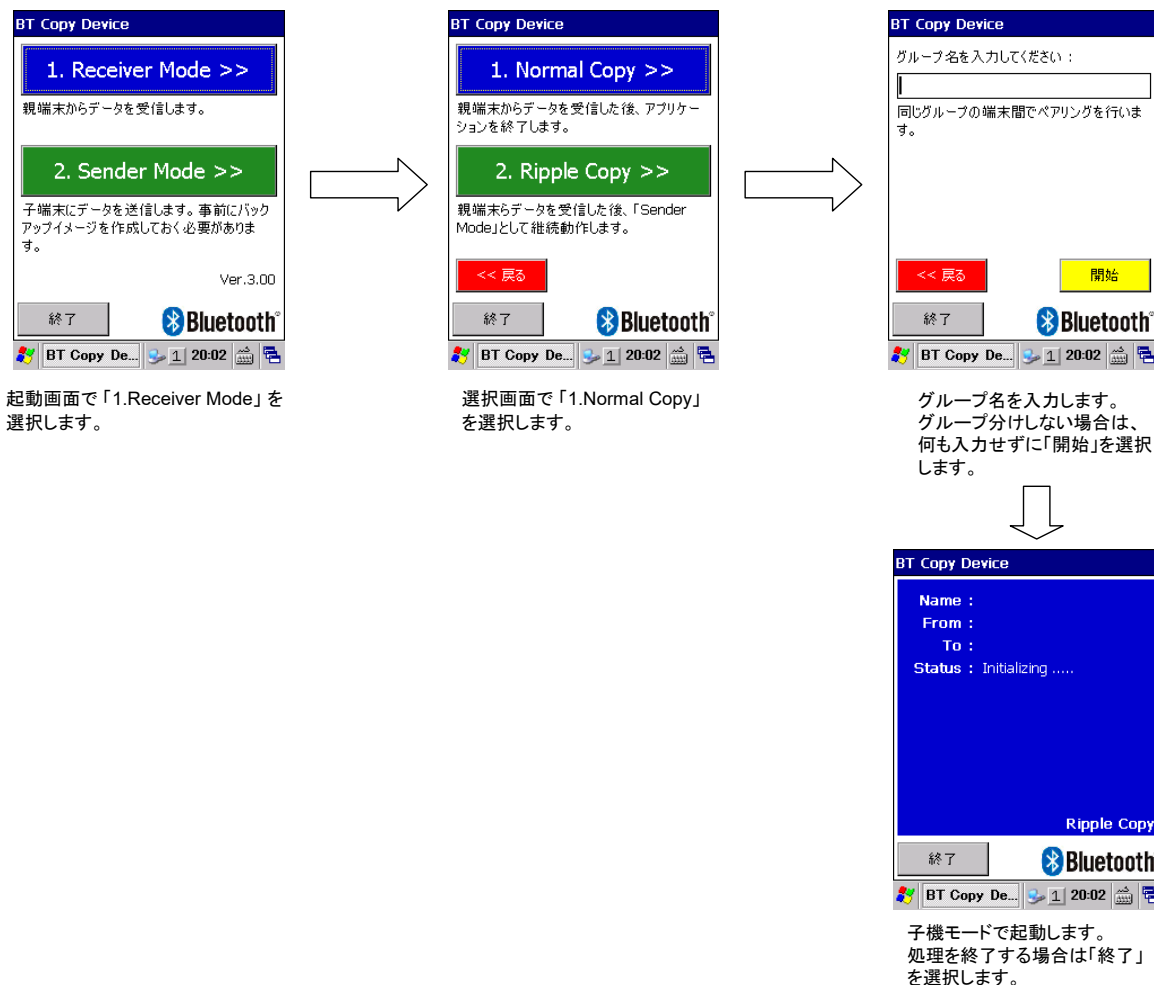 BT Copy Device
1. Receiver Mode >>
親端末からデータを受信します。
2. Sender Mode >>
子端末にデータを送信します。事前にバック
アップイメージを作成しておく必要がありま
す。
Ver.3.00
終了
Bluetooth®
BT Copy De...
1
20:02
起動画面で「1.Receiver Mode」を
選択します。
BT Copy Device
1. Normal Copy >>
親端末からデータを受信した後、アプリケー
ションを終了します。
2. Ripple Copy >>
親端末らデータを受信した後、「Sender
Mode」として継続動作します。
<< 戻る
終了
Bluetooth®
BT Copy De...
1
20:02
選択画面で「1.Normal Copy」
を選択します。
BT Copy Device
グループ名を入力してください:
同じグループの端末間でペアリングを行いま
す。
<< 戻る
開始
終了
Bluetooth®
BT Copy De...
1
20:02
グループ名を入力します。
グループ分けしない場合は、
何も入力せずに「開始」を選択
します。
BT Copy Device
Name :
From :
To :
Status : Initializing .....
Ripple Copy
終了
Bluetooth
BT Copy De...
1
20:02
子機モードで起動します。
処理を終了する場合は「終了」
を選択します。